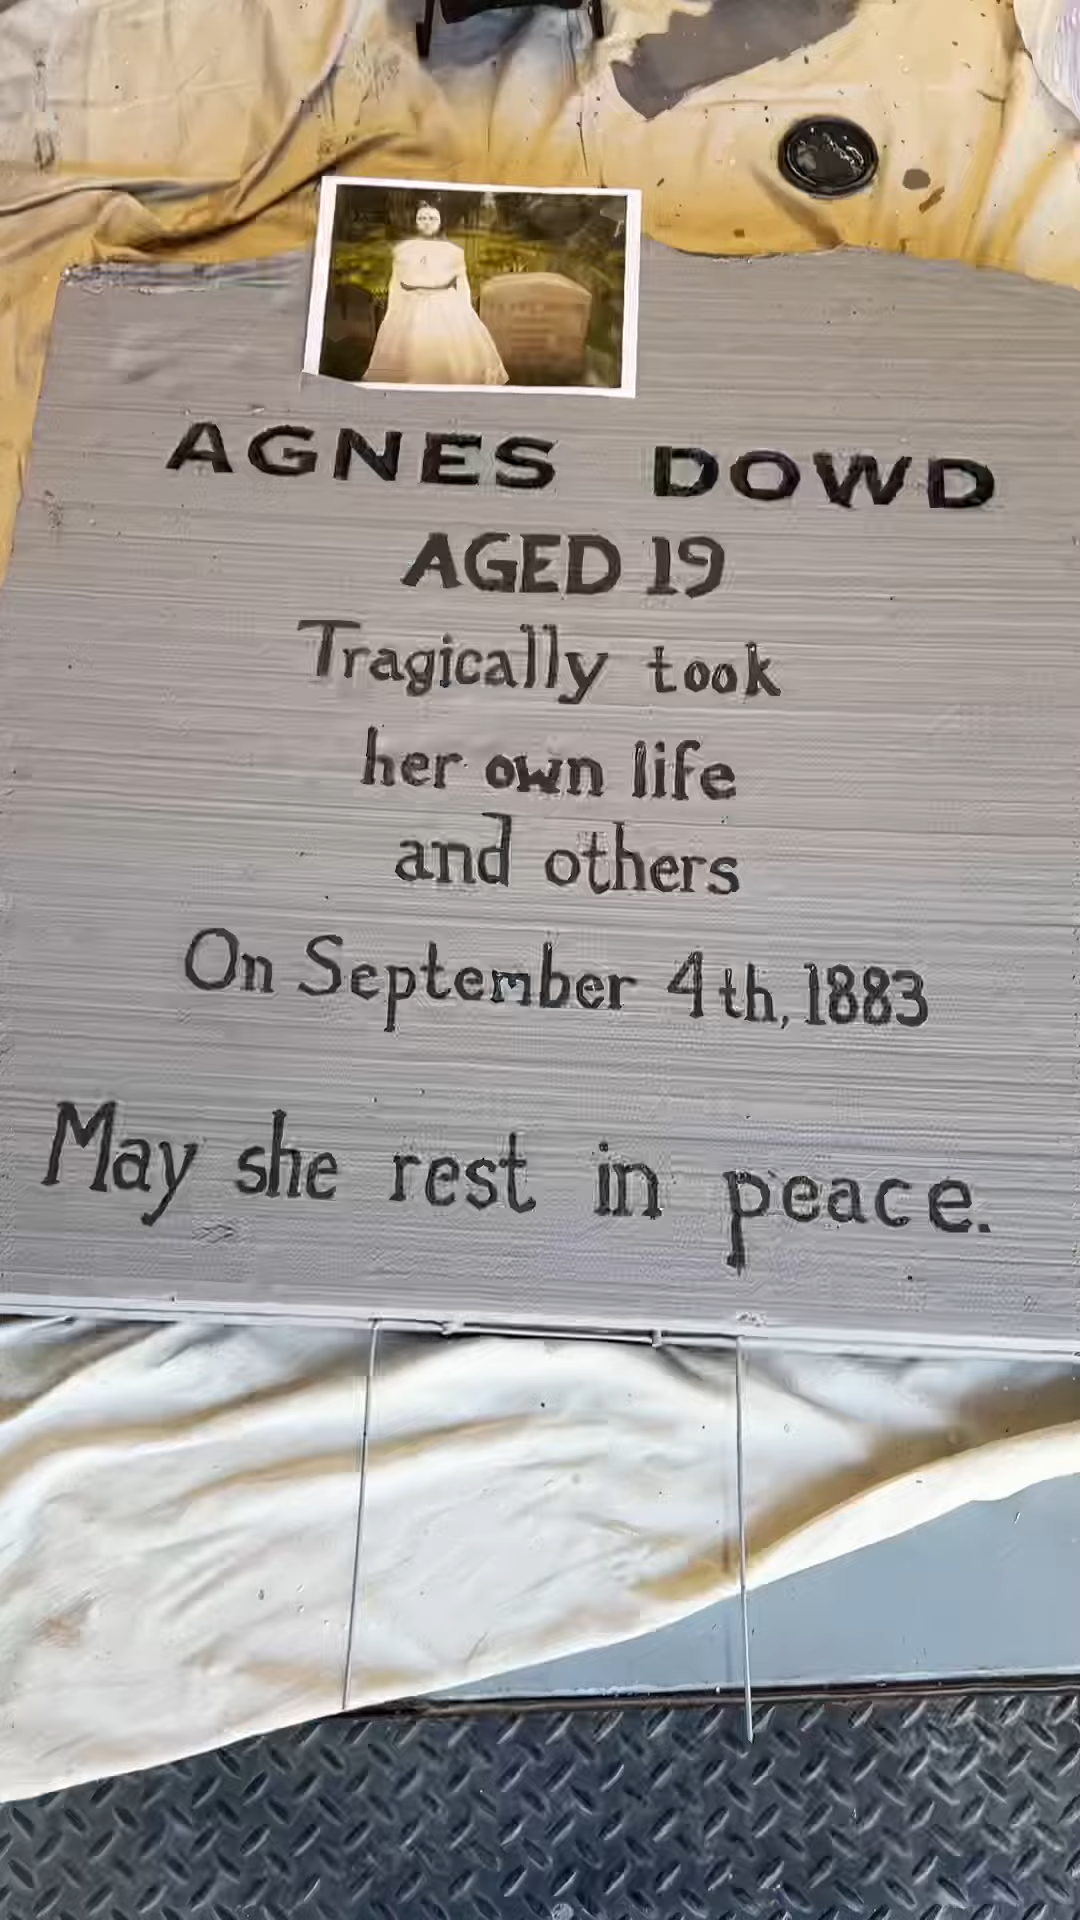 AGNES DOWD
AGED 19
Tragically took
her own life
and others
On September 4th, 1883
May she rest in peace.